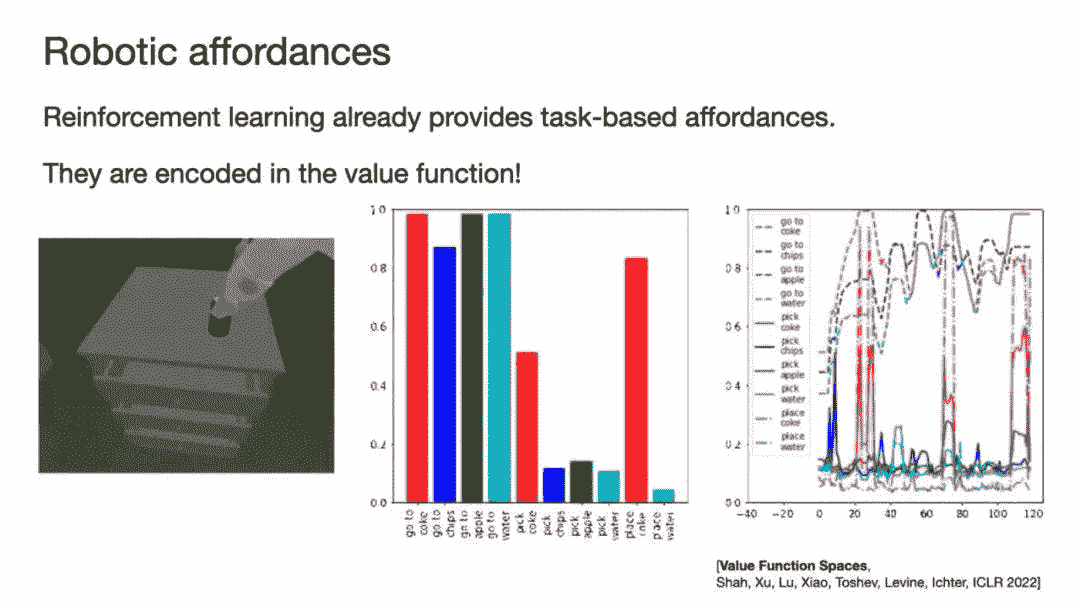 Robotic affordances
Reinforcement learning already provides task-based affordances.
They are encoded in the value function!
1.0
0.8
0.6
0.4
0.2
0.0
go to coke
go to chips
go to apple
go to water
pick coke
pick chips
pick apple
pick water
place coke
place water
1.0
0.8
0.6
0.4
0.2
0.0
go to
coke
go to
chips
go to
apple
go to
water
pick
coke
pick
chips
pick
apple
pick
water
place
coke
place
water
−40 −20 0 20 40 60 80 100 120
[Value Function Spaces,
Shah, Xu, Lu, Xiao, Toshev, Levine, Ichter, ICLR 2022]